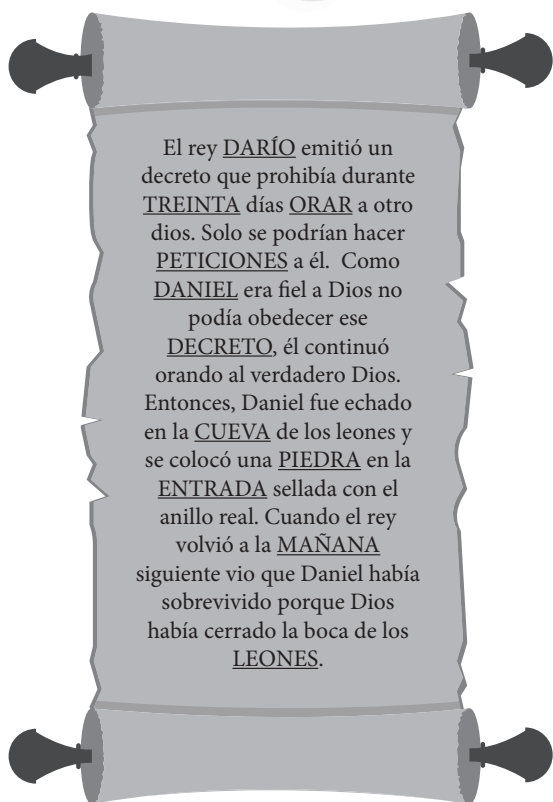 El rey DARÍO emitió un
decreto que prohibía durante
TREINTA días ORAR a otro
dios. Solo se podrían hacer
PETICIONES a él.  Como
DANIEL era fiel a Dios no
podía obedecer ese
DECRETO, él continuó
orando al verdadero Dios.
Entonces, Daniel fue echado
en la CUEVA de los leones y
se colocó una PIEDRA en la
ENTRADA sellada con el
anillo real. Cuando el rey
volvió a la MAÑANA
siguiente vio que Daniel había
sobrevivido porque Dios
había cerrado la boca de los
LEONES.